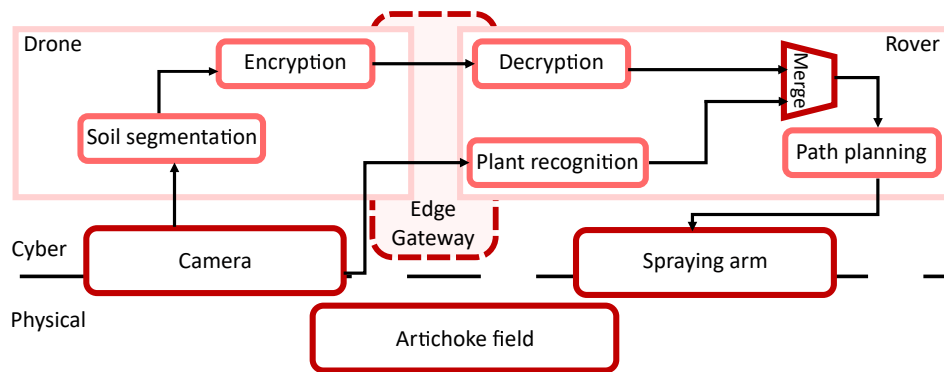 Drone
Rover
Encryption
Decryption
Merge
Soil segmentation
Plant recognition
Path planning
Edge
Gateway
Cyber
Camera
Spraying arm
Physical
Artichoke field